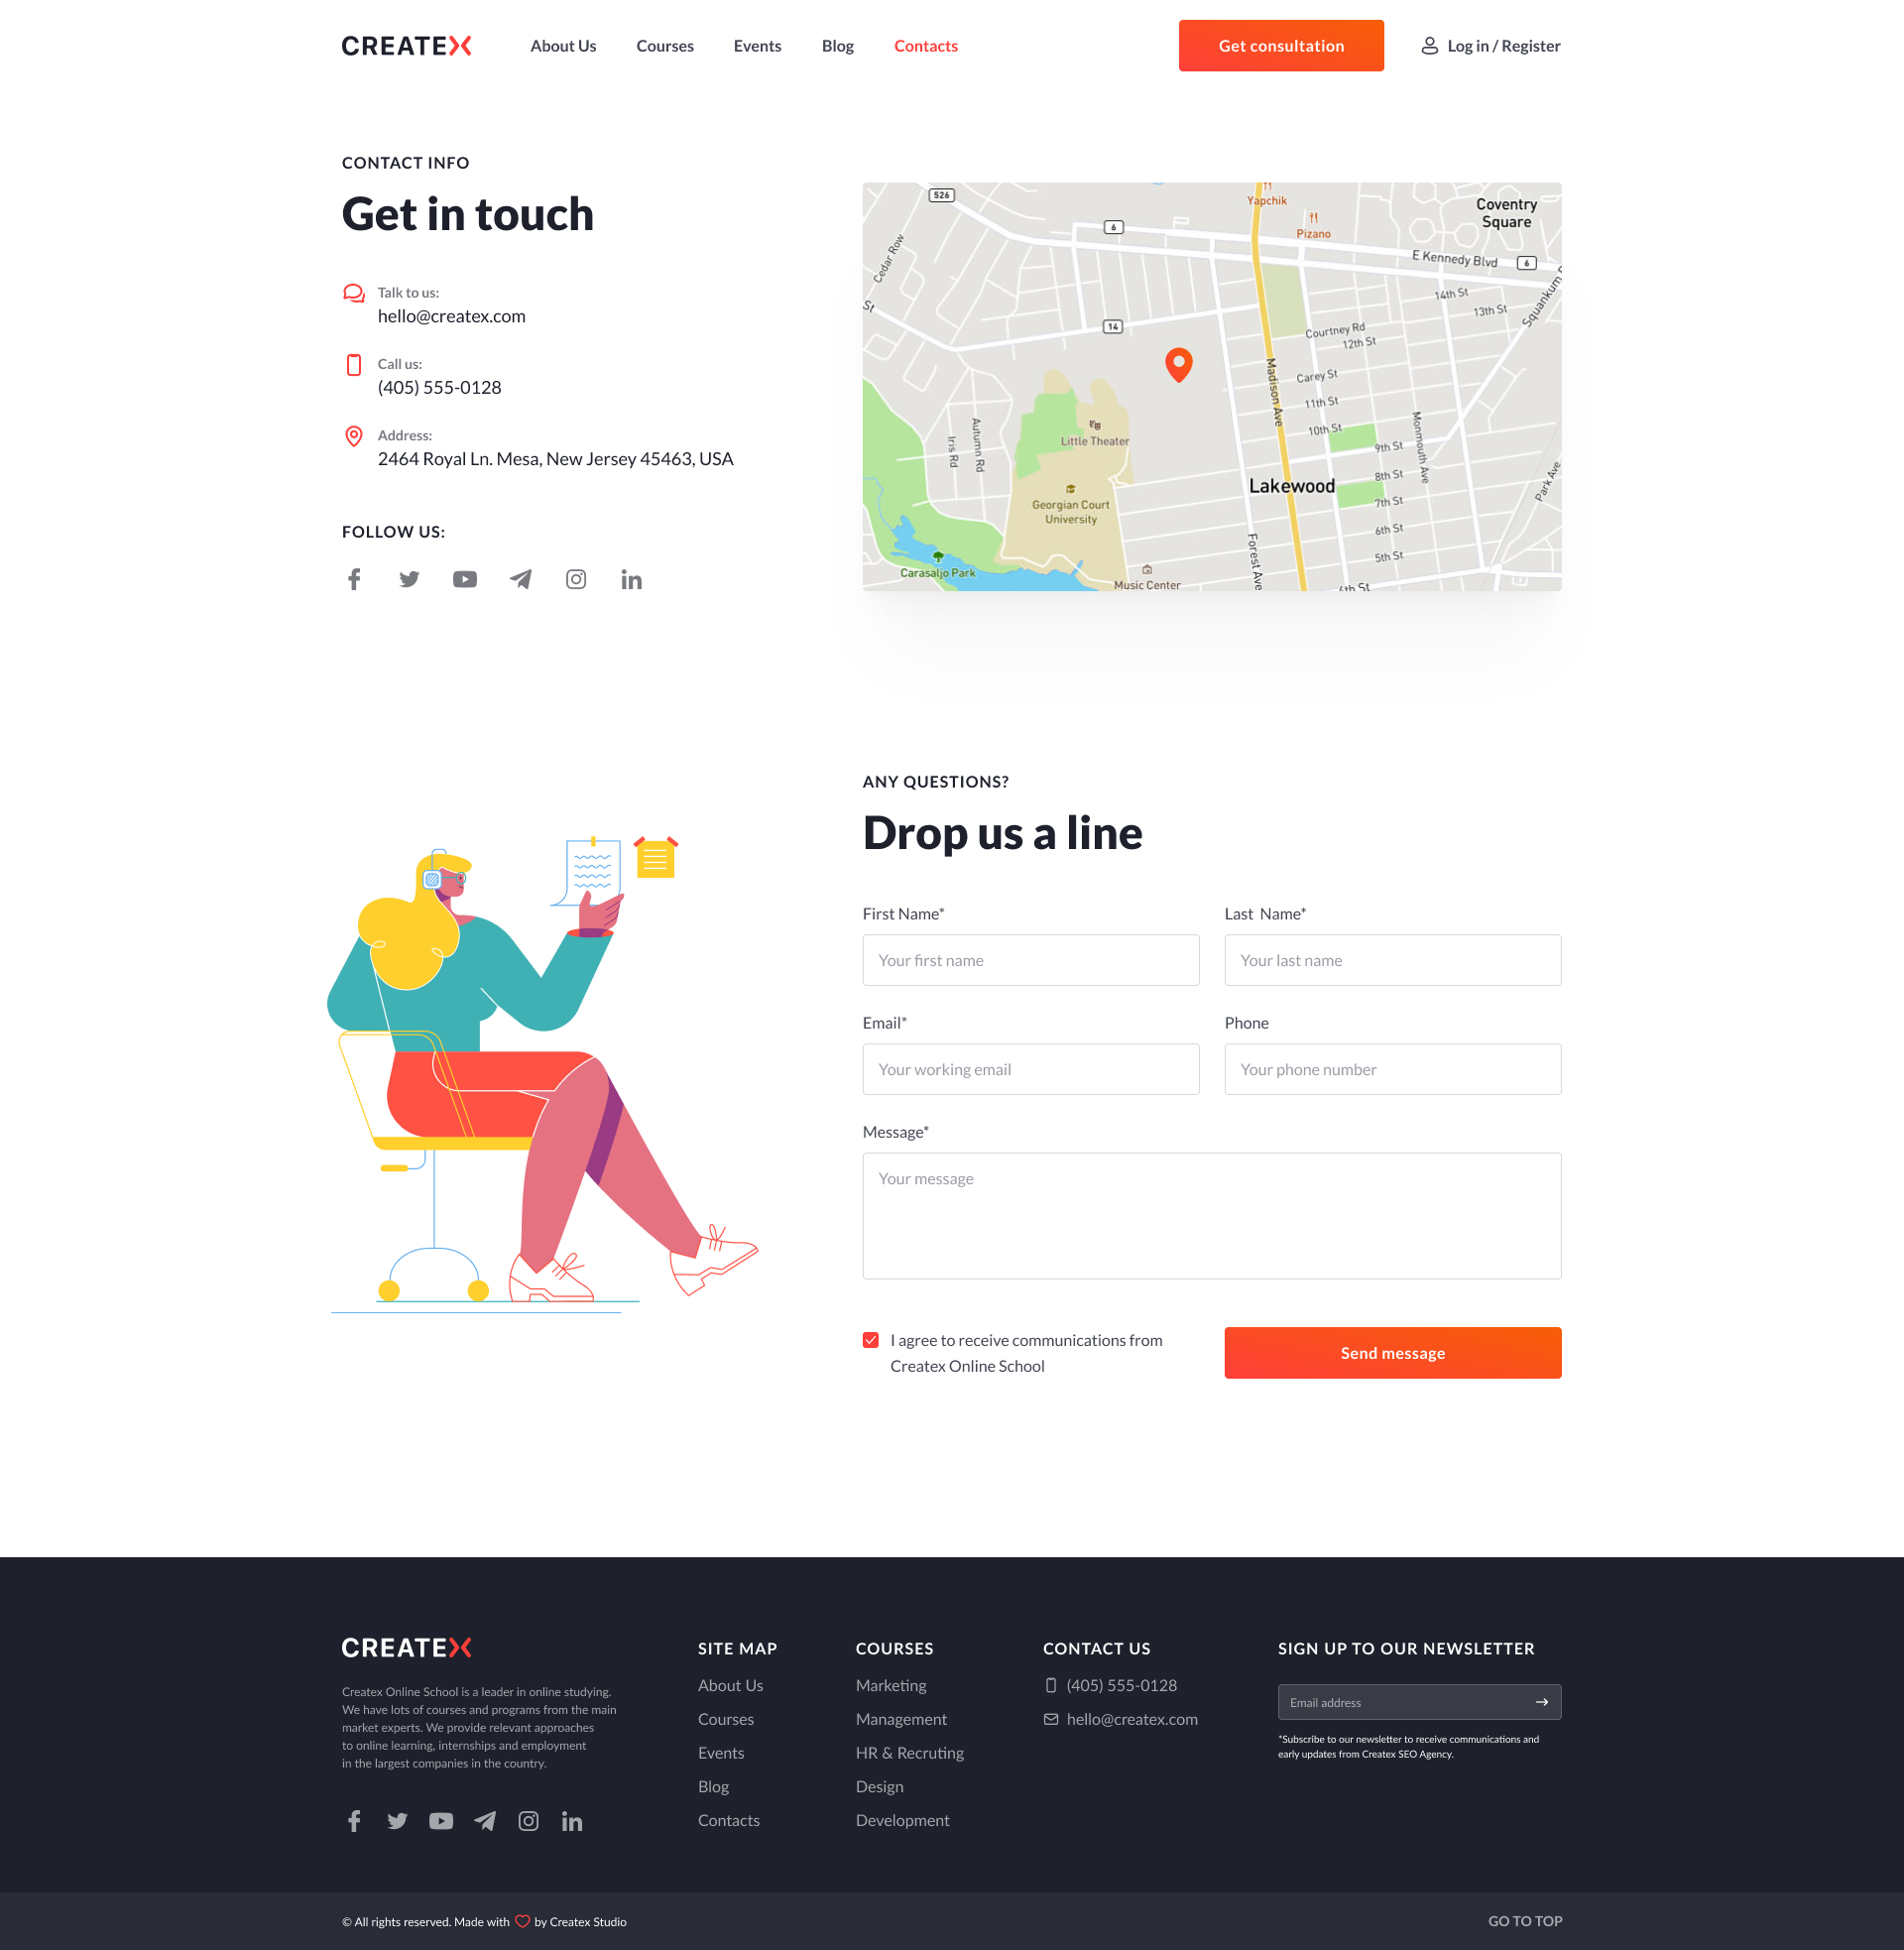 CREATEX
About Us
Courses
Events
Blog
Contacts
Get consultation
Log in / Register
CONTACT INFO
Get in touch
Talk to us:
hello@createx.com
Call us:
(405) 555-0128
Address:
2464 Royal Ln. Mesa, New Jersey 45463, USA
FOLLOW US:
526
Yapchik
Coventry
Square
6
Pizano
Cedar Row
E Kennedy Blvd
6
St
14th St
13th St
14
Courtney Rd
12th St
Madison Ave
Carey St
11th St
10th St
Monmouth Ave
Little Theater
Autumn Rd
Iris Rd
9th St
8th St
Lakewood
Park Ave
7th St
Georgian Court
University
6th St
Forest Ave
5th St
Carasaljo Park
Music Center
4th St
ANY QUESTIONS?
Drop us a line
First Name*
Last Name*
Your first name
Your last name
Email*
Phone
Your working email
Your phone number
Message*
Your message
I agree to receive communications from
Createx Online School
Send message
CREATEX
Createx Online School is a leader in online studying.
We have lots of courses and programs from the main
market experts. We provide relevant approaches
to online learning, internships and employment
in the largest companies in the country.
SITE MAP
About Us
Courses
Events
Blog
Contacts
COURSES
Marketing
Management
HR & Recruting
Design
Development
CONTACT US
(405) 555-0128
hello@createx.com
SIGN UP TO OUR NEWSLETTER
Email address
*Subscribe to our newsletter to receive communications and
early updates from Createx SEO Agency.
© All rights reserved. Made with
by Createx Studio
GO TO TOP